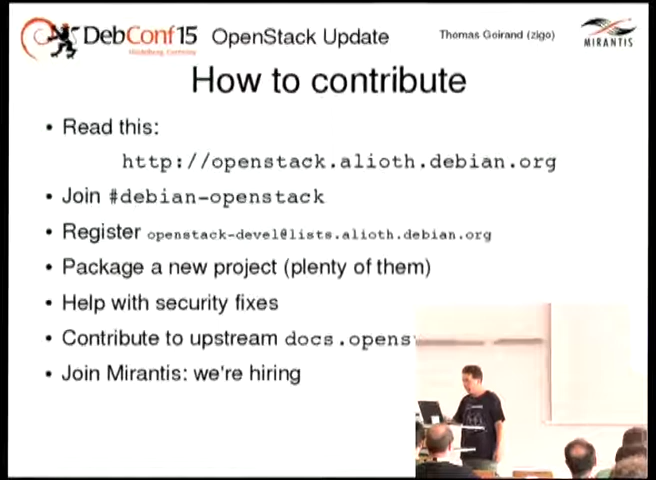 DebConf15 OpenStack Update Thomas Goirand (zigo)
Heidelberg, Germany
MIRANTIS
How to contribute
• Read this:
http://openstack.alioth.debian.org
• Join #debian-openstack
• Register openstack-devel@lists.alioth.debian.org
• Package a new project (plenty of them)
• Help with security fixes
• Contribute to upstream docs.opens
• Join Mirantis: we're hiring